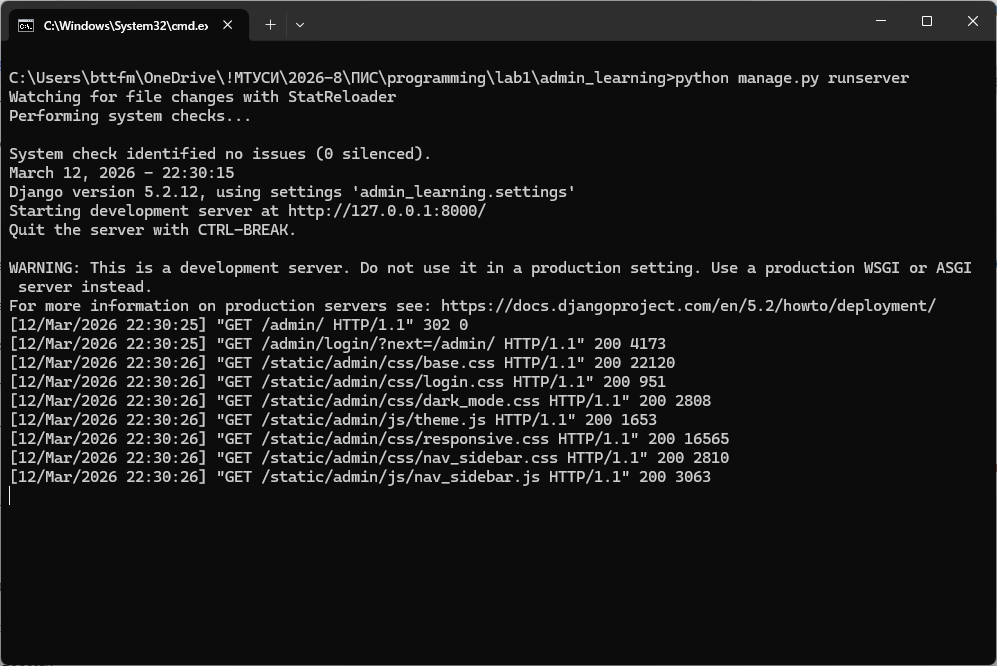 C:\Windows\System32\cmd.ex
C:\Users\bttfm\OneDrive\!МТУСИ\2026-8\ПИС\programming\lab1\admin_learning>python manage.py runserver
Watching for file changes with StatReloader
Performing system checks...
System check identified no issues (0 silenced).
March 12, 2026 - 22:30:15
Django version 5.2.12, using settings 'admin_learning.settings'
Starting development server at http://127.0.0.1:8000/
Quit the server with CTRL-BREAK.
WARNING: This is a development server. Do not use it in a production setting. Use a production WSGI or ASGI
server instead.
For more information on production servers see: https://docs.djangoproject.com/en/5.2/howto/deployment/
[12/Mar/2026 22:30:25] "GET /admin/ HTTP/1.1" 302 0
[12/Mar/2026 22:30:25] "GET /admin/login/?next=/admin/ HTTP/1.1" 200 4173
[12/Mar/2026 22:30:26] "GET /static/admin/css/base.css HTTP/1.1" 200 22120
[12/Mar/2026 22:30:26] "GET /static/admin/css/login.css HTTP/1.1" 200 951
[12/Mar/2026 22:30:26] "GET /static/admin/css/dark_mode.css HTTP/1.1" 200 2808
[12/Mar/2026 22:30:26] "GET /static/admin/js/theme.js HTTP/1.1" 200 1653
[12/Mar/2026 22:30:26] "GET /static/admin/css/responsive.css HTTP/1.1" 200 16565
[12/Mar/2026 22:30:26] "GET /static/admin/css/nav_sidebar.css HTTP/1.1" 200 2810
[12/Mar/2026 22:30:26] "GET /static/admin/js/nav_sidebar.js HTTP/1.1" 200 3063